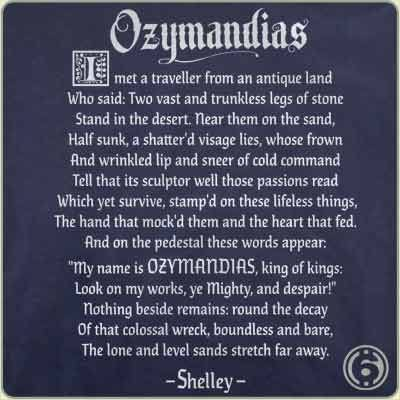 Ozymandias
I met a traveller from an antique land
Who said: Two vast and trunkless legs of stone
Stand in the desert. Near them on the sand,
Half sunk, a shatter'd visage lies, whose frown
And wrinkled lip and sneer of cold command
Tell that its sculptor well those passions read
Which yet survive, stamp'd on these lifeless things,
The hand that mock'd them and the heart that fed.
And on the pedestal these words appear:
"My name is OZYMANDIAS, king of kings:
Look on my works, ye Mighty, and despair!"
Nothing beside remains: round the decay
Of that colossal wreck, boundless and bare,
The lone and level sands stretch far away.
-Shelley-
6